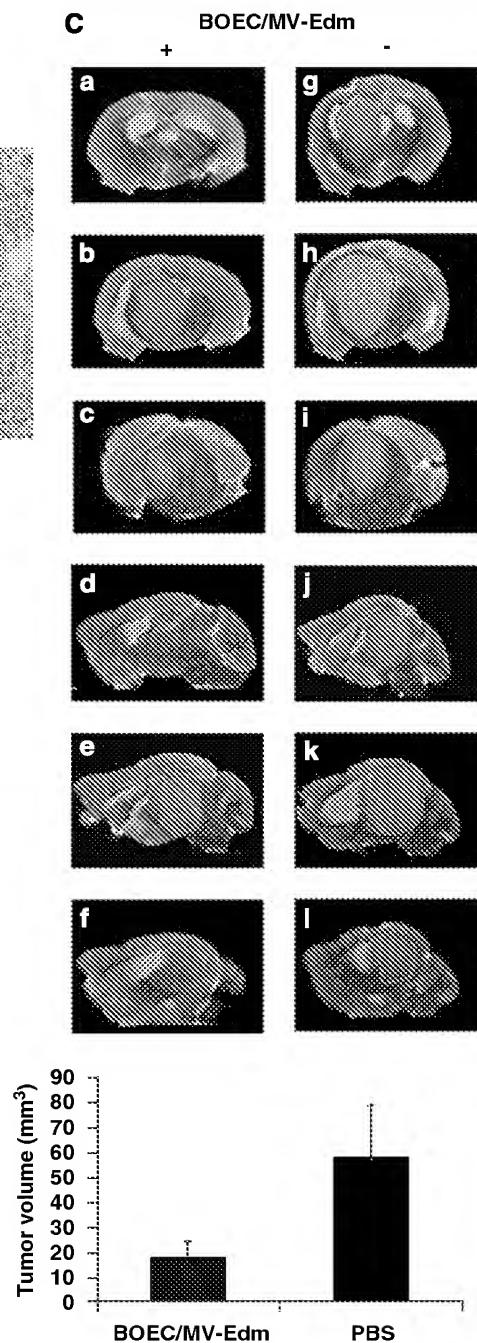 C BOEC/MV-Edm
+ -
a g
b h
c i
d j
e k
f l
Tumor volume (mm³)
90
80
70
60
50
40
30
20
10
0
BOEC/MV-Edm PBS